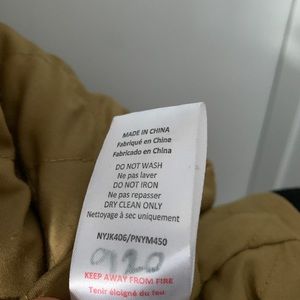 MADE IN CHINA
Fabriqué en Chine
Fabricado en China
DO NOT WASH
Ne pas laver
DO NOT IRON
Ne pas repasser
DRY CLEAN ONLY
Nettoyage à sec uniquement
NYJK406/PNYM450
0920
KEEP AWAY FROM FIRE
Tenir éloigné du feu